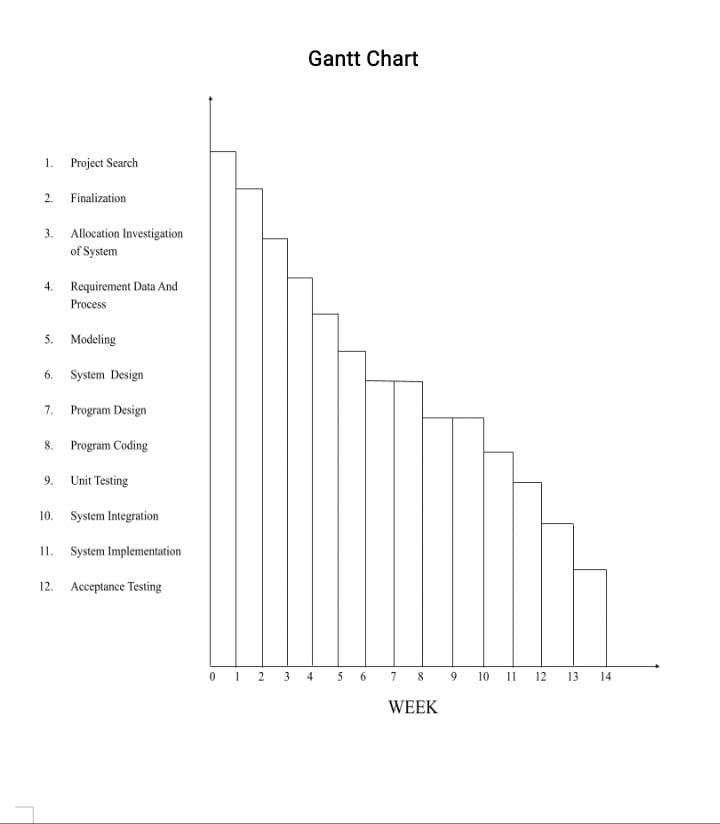 Gantt Chart
1. Project Search
2. Finalization
3. Allocation Investigation
of System
4. Requirement Data And
Process
5. Modeling
6. System Design
7. Program Design
8. Program Coding
9. Unit Testing
10. System Integration
11. System Implementation
12. Acceptance Testing
0 1 2 3 4 5 6 7 8 9 10 11 12 13 14
WEEK